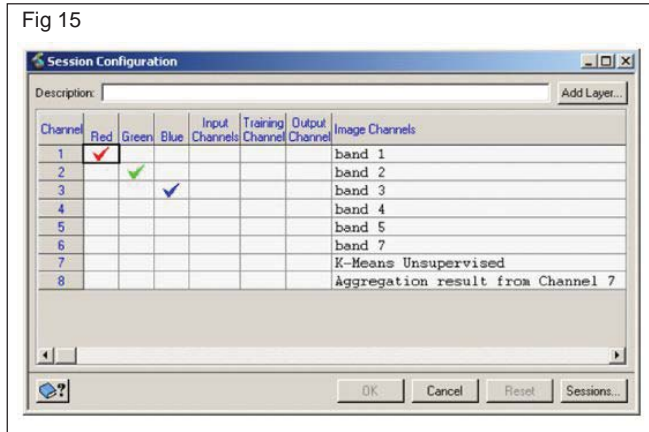 Fig 15
Session Configuration
Description:
Add Layer...
Channel Red Green Blue Input Channels Training Channel Output Channel Image Channels
1 band 1
2 band 2
3 band 3
4 band 4
5 band 5
6 band 7
7 K-Means Unsupervised
8 Aggregation result from Channel 7
? OK Cancel Reset Sessions...